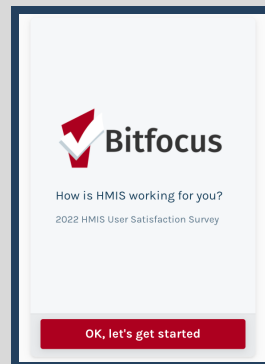 Bitfocus
How is HMIS working for you?
2022 HMIS User Satisfaction Survey
OK, let's get started